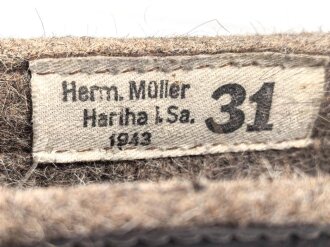 Herm. Müller 31
Hartha i. Sa.
1943